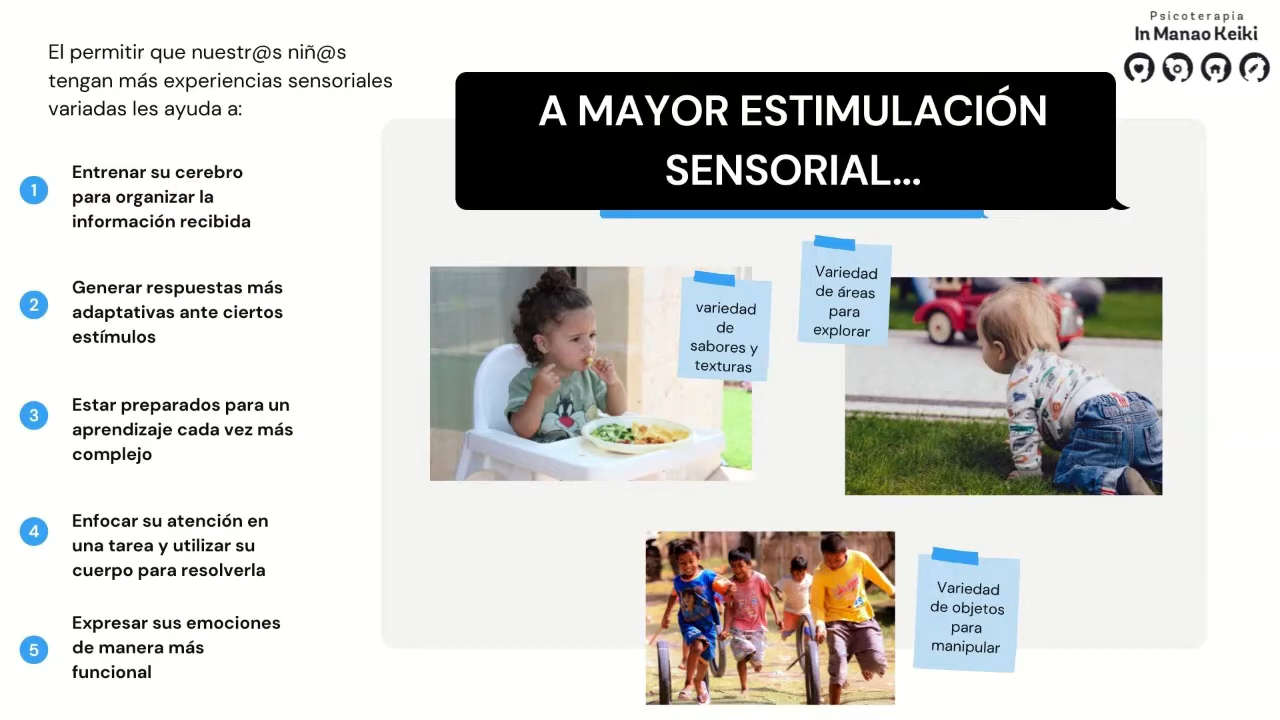 Psicoterapia
In Manao Keiki
El permitir que nuestr@s niñ@s
tengan más experiencias sensoriales
variadas les ayuda a:
1
Entrenar su cerebro
para organizar la
información recibida
2
Generar respuestas más
adaptativas ante ciertos
estímulos
3
Estar preparados para un
aprendizaje cada vez más
complejo
4
Enfocar su atención en
una tarea y utilizar su
cuerpo para resolverla
5
Expresar sus emociones
de manera más
funcional
A MAYOR ESTIMULACIÓN
SENSORIAL...
variedad
de
sabores y
texturas
Variedad
de áreas
para
explorar
Variedad
de objetos
para
manipular